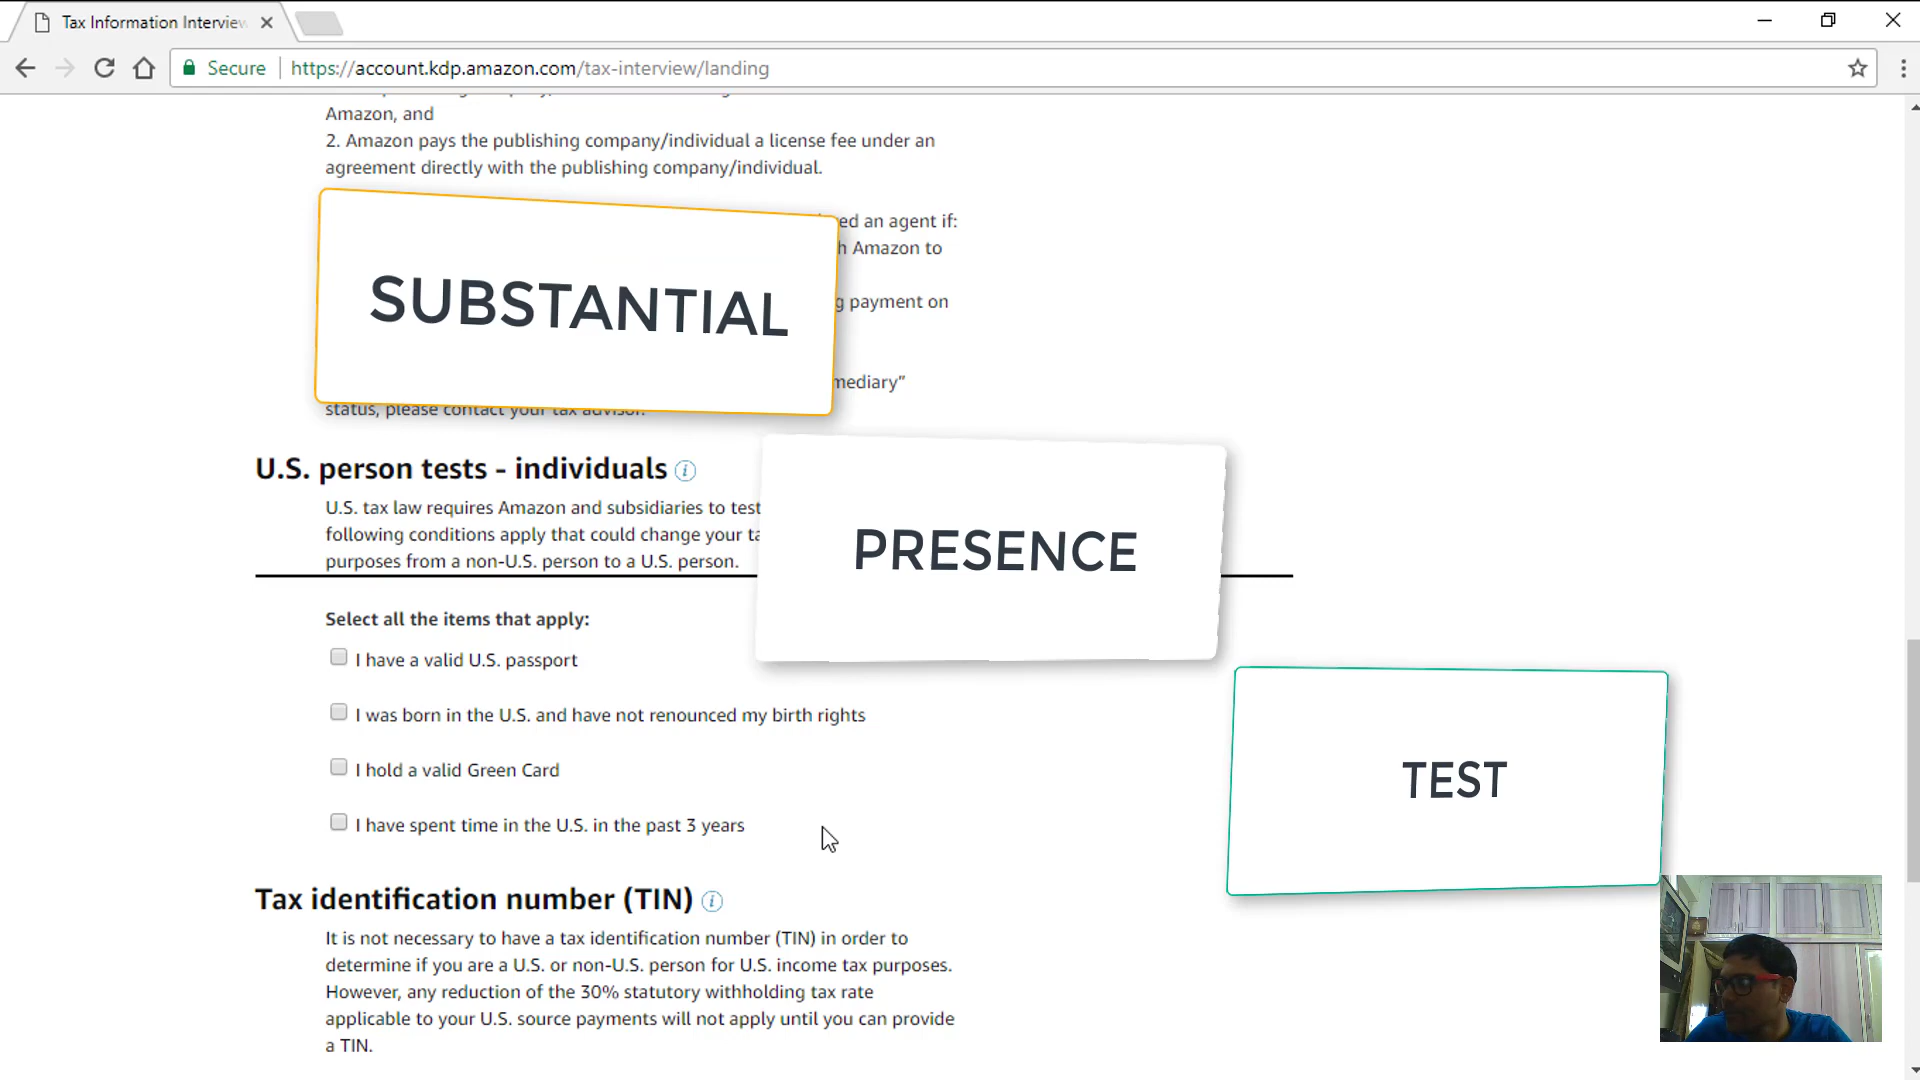 Tax Information Interview
Secure
https://account.kdp.amazon.com/tax-interview/landing
Amazon, and
2. Amazon pays the publishing company/individual a license fee under an
agreement directly with the publishing company/individual.
ed an agent if:
Amazon to
SUBSTANTIAL
payment on
mediary”
status, please contact your tax advisor.
U.S. person tests - individuals
U.S. tax law requires Amazon and subsidiaries to test
following conditions apply that could change your
purposes from a non-U.S. person to a U.S. person.
PRESENCE
Select all the items that apply:
I have a valid U.S. passport
I was born in the U.S. and have not renounced my birth rights
I hold a valid Green Card
TEST
I have spent time in the U.S. in the past 3 years
Tax identification number (TIN)
It is not necessary to have a tax identification number (TIN) in order to
determine if you are a U.S. or non-U.S. person for U.S. income tax purposes.
However, any reduction of the 30% statutory withholding tax rate
applicable to your U.S. source payments will not apply until you can provide
a TIN.